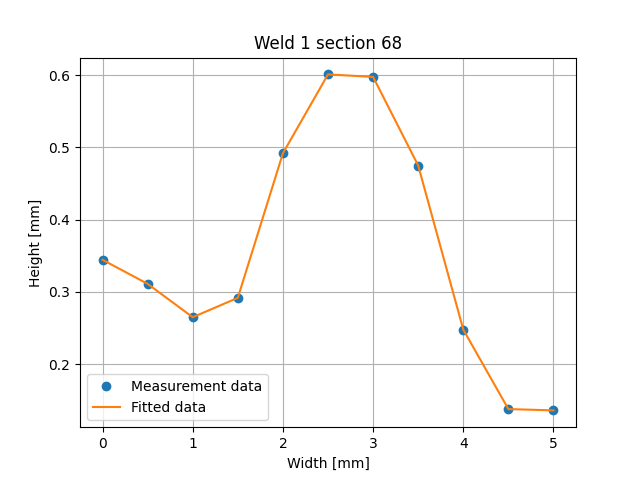 Weld 1 section 68
0.6
0.5
0.4
0.3
0.2
Height [mm]
Measurement data
Fitted data
0 1 2 3 4 5
Width [mm]